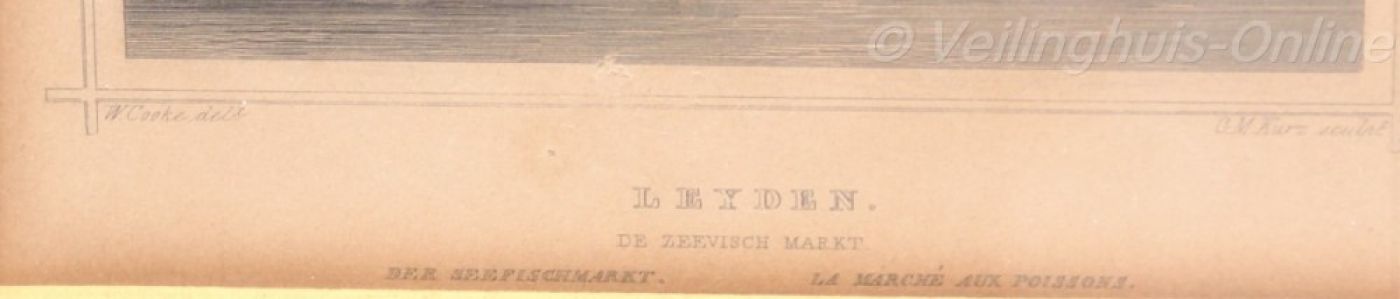 © Veilinghuis-Online
W. Cooke delt
G M Kurz sculpt
LEYDEN.
DE ZEEVISCH MARKT
DER SEEFISCHMARKT. LA MARCHÉ AUX POISSONS.